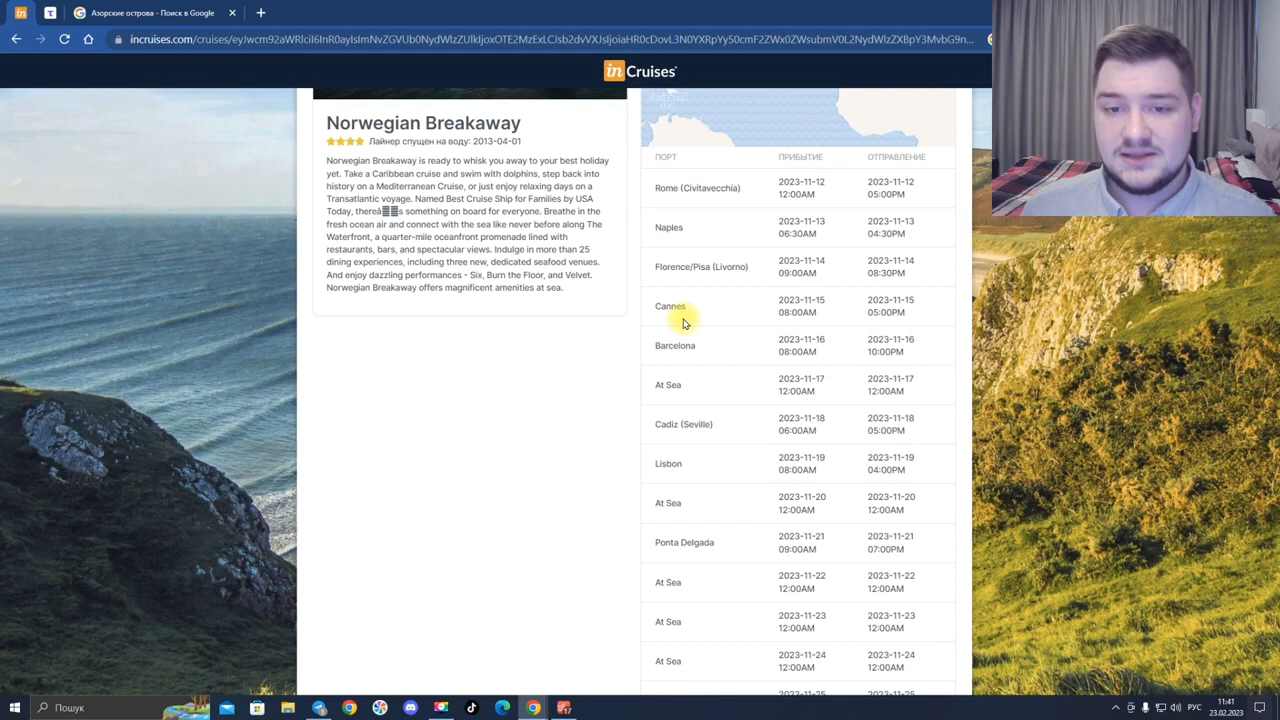 Азорские острова - Поиск в Google
incruises.com/cruises/eyJwcm92aWRlciI6InR0ayIsImNvZGVUb0NydWlzZUlkIjoxOTE2MzExLCJsb2dvVXJsIjoiaHR0cDovL3N0YXRpYy50cmF2ZWx0ZWsubmV0L2NydWlzZXBpY3MvbG9n...
inCruises
Norwegian Breakaway
Лайнер спущен на воду: 2013-04-01
Norwegian Breakaway is ready to whisk you away to your best holiday
yet. Take a Caribbean cruise and swim with dolphins, step back into
history on a Mediterranean Cruise, or just enjoy relaxing days on a
Transatlantic voyage. Named Best Cruise Ship for Families by USA
Today, thereâs something on board for everyone. Breathe in the
fresh ocean air and connect with the sea like never before along The
Waterfront, a quarter-mile oceanfront promenade lined with
restaurants, bars, and spectacular views. Indulge in more than 25
dining experiences, including three new, dedicated seafood venues.
And enjoy dazzling performances - Six, Burn the Floor, and Velvet.
Norwegian Breakaway offers magnificent amenities at sea.
ПОРТ ПРИБЫТИЕ ОТПРАВЛЕНИЕ
Rome (Civitavecchia) 2023-11-12 12:00AM 2023-11-12 05:00PM
Naples 2023-11-13 06:30AM 2023-11-13 04:30PM
Florence/Pisa (Livorno) 2023-11-14 09:00AM 2023-11-14 08:30PM
Cannes 2023-11-15 08:00AM 2023-11-15 05:00PM
Barcelona 2023-11-16 08:00AM 2023-11-16 10:00PM
At Sea 2023-11-17 12:00AM 2023-11-17 12:00AM
Cadiz (Seville) 2023-11-18 06:00AM 2023-11-18 05:00PM
Lisbon 2023-11-19 08:00AM 2023-11-19 04:00PM
At Sea 2023-11-20 12:00AM 2023-11-20 12:00AM
Ponta Delgada 2023-11-21 09:00AM 2023-11-21 07:00PM
At Sea 2023-11-22 12:00AM 2023-11-22 12:00AM
At Sea 2023-11-23 12:00AM 2023-11-23 12:00AM
At Sea 2023-11-24 12:00AM 2023-11-24 12:00AM
2023-11-25 2023-11-25
Пошук
17
РУС
11:41
23.02.2023